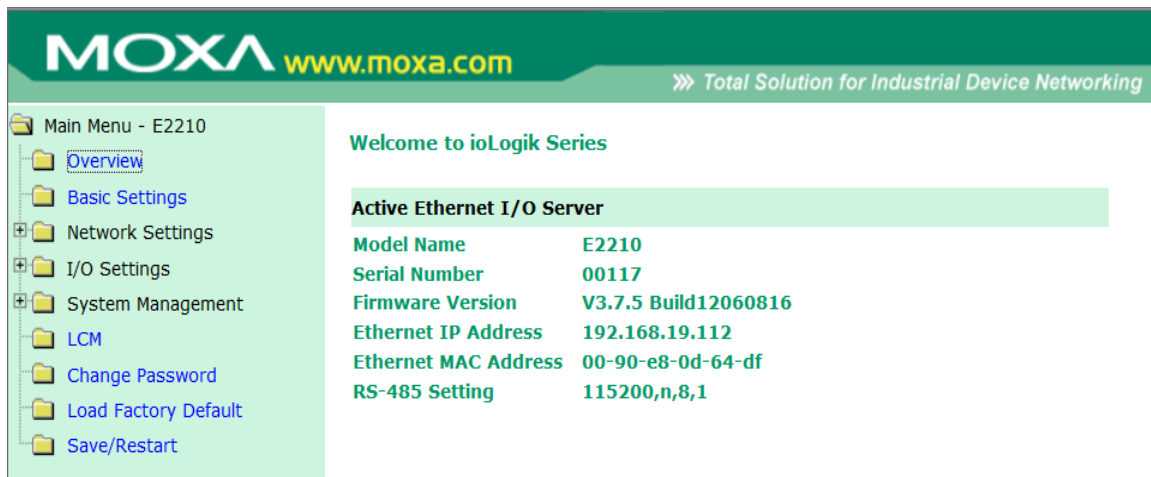 MOXA www.moxa.com
Total Solution for Industrial Device Networking
Main Menu - E2210
Overview
Basic Settings
Network Settings
I/O Settings
System Management
LCM
Change Password
Load Factory Default
Save/Restart
Welcome to ioLogik Series
Active Ethernet I/O Server
Model Name E2210
Serial Number 00117
Firmware Version V3.7.5 Build12060816
Ethernet IP Address 192.168.19.112
Ethernet MAC Address 00-90-e8-0d-64-df
RS-485 Setting 115200,n,8,1